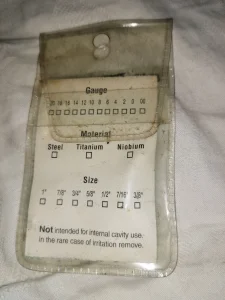 Gauge
20 18 16 14 12 10 8 6 4 2 0 00
Material
Steel Titanium Niobium
Size
1" 7/8" 3/4" 5/8" 1/2" 7/16" 3/8"
Not intended for internal cavity use.
in the rare case of irritation remove.